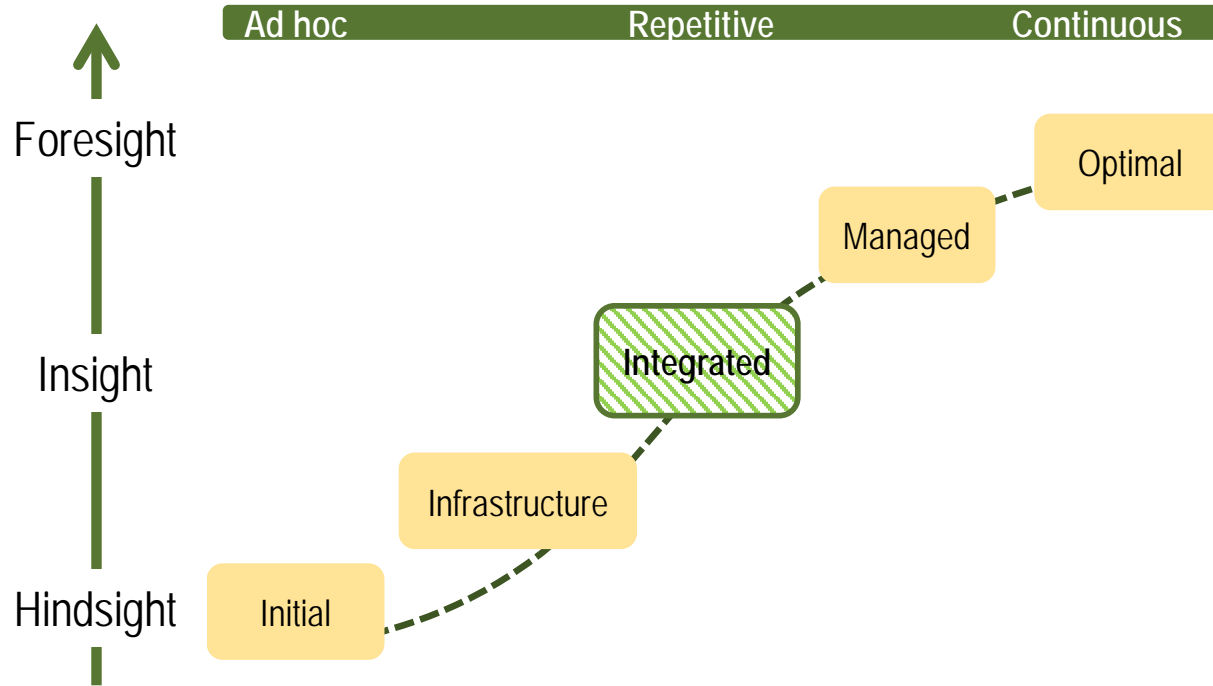 Ad hoc Repetitive Continuous
Foresight
Optimal
Managed
Integrated
Insight
Infrastructure
Hindsight
Initial